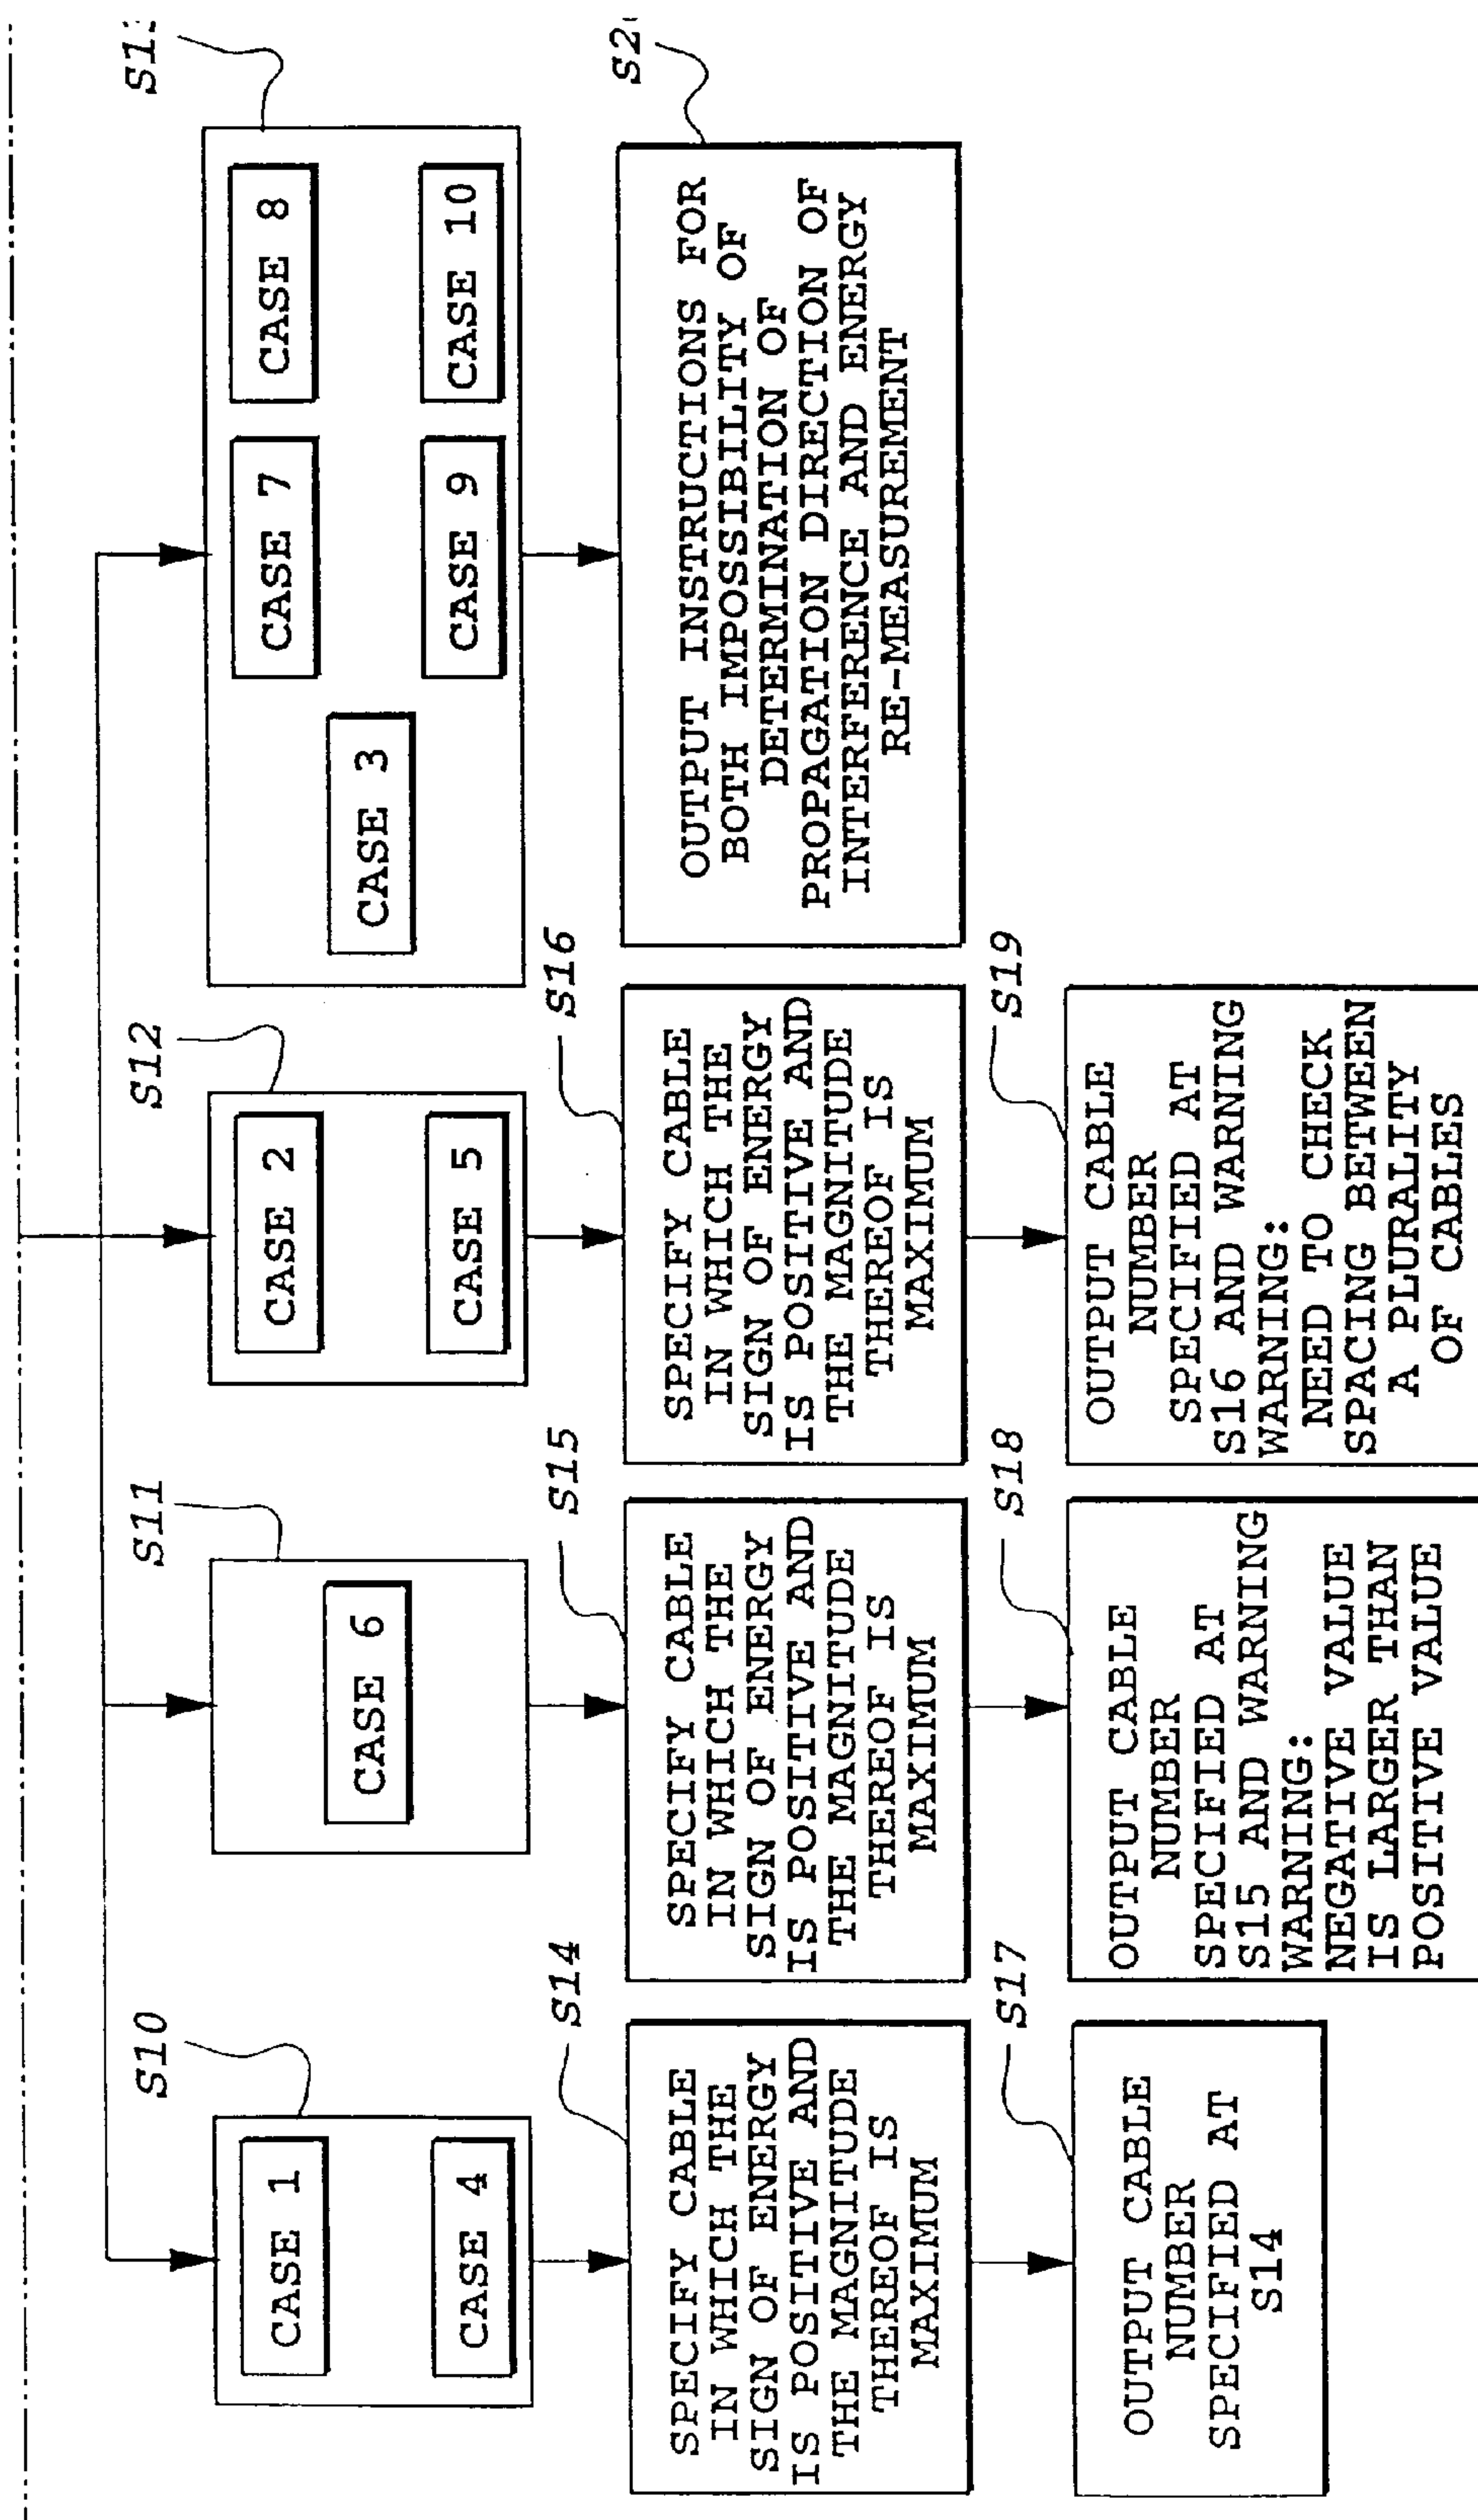 S10
CASE 1
CASE 4
S11
CASE 6
S12
CASE 2
CASE 5
CASE 3
CASE 7
CASE 8
CASE 9
CASE 10
S14
SPECIFY CABLE
IN WHICH THE
SIGN OF ENERGY
IS POSITIVE AND
THE MAGNITUDE
THEREOF IS
MAXIMUM
S15
SPECIFY CABLE
IN WHICH THE
SIGN OF ENERGY
IS POSITIVE AND
THE MAGNITUDE
THEREOF IS
MAXIMUM
S16
SPECIFY CABLE
IN WHICH THE
SIGN OF ENERGY
IS POSITIVE AND
THE MAGNITUDE
THEREOF IS
MAXIMUM
OUTPUT INSTRUCTIONS FOR
BOTH IMPOSSIBILITY OF
DETERMINATION OF
PROPAGATION DIRECTION OF
INTERFERENCE AND ENERGY
RE-MEASUREMENT
S17
OUTPUT CABLE
NUMBER
SPECIFIED AT
S14
S18
OUTPUT CABLE
NUMBER
SPECIFIED AT
S15 AND WARNING
WARNING:
NEGATIVE VALUE
IS LARGER THAN
POSITIVE VALUE
S19
OUTPUT CABLE
NUMBER
SPECIFIED AT
S16 AND WARNING
WARNING:
NEED TO CHECK
SPACING BETWEEN
A PLURALITY
OF CABLES